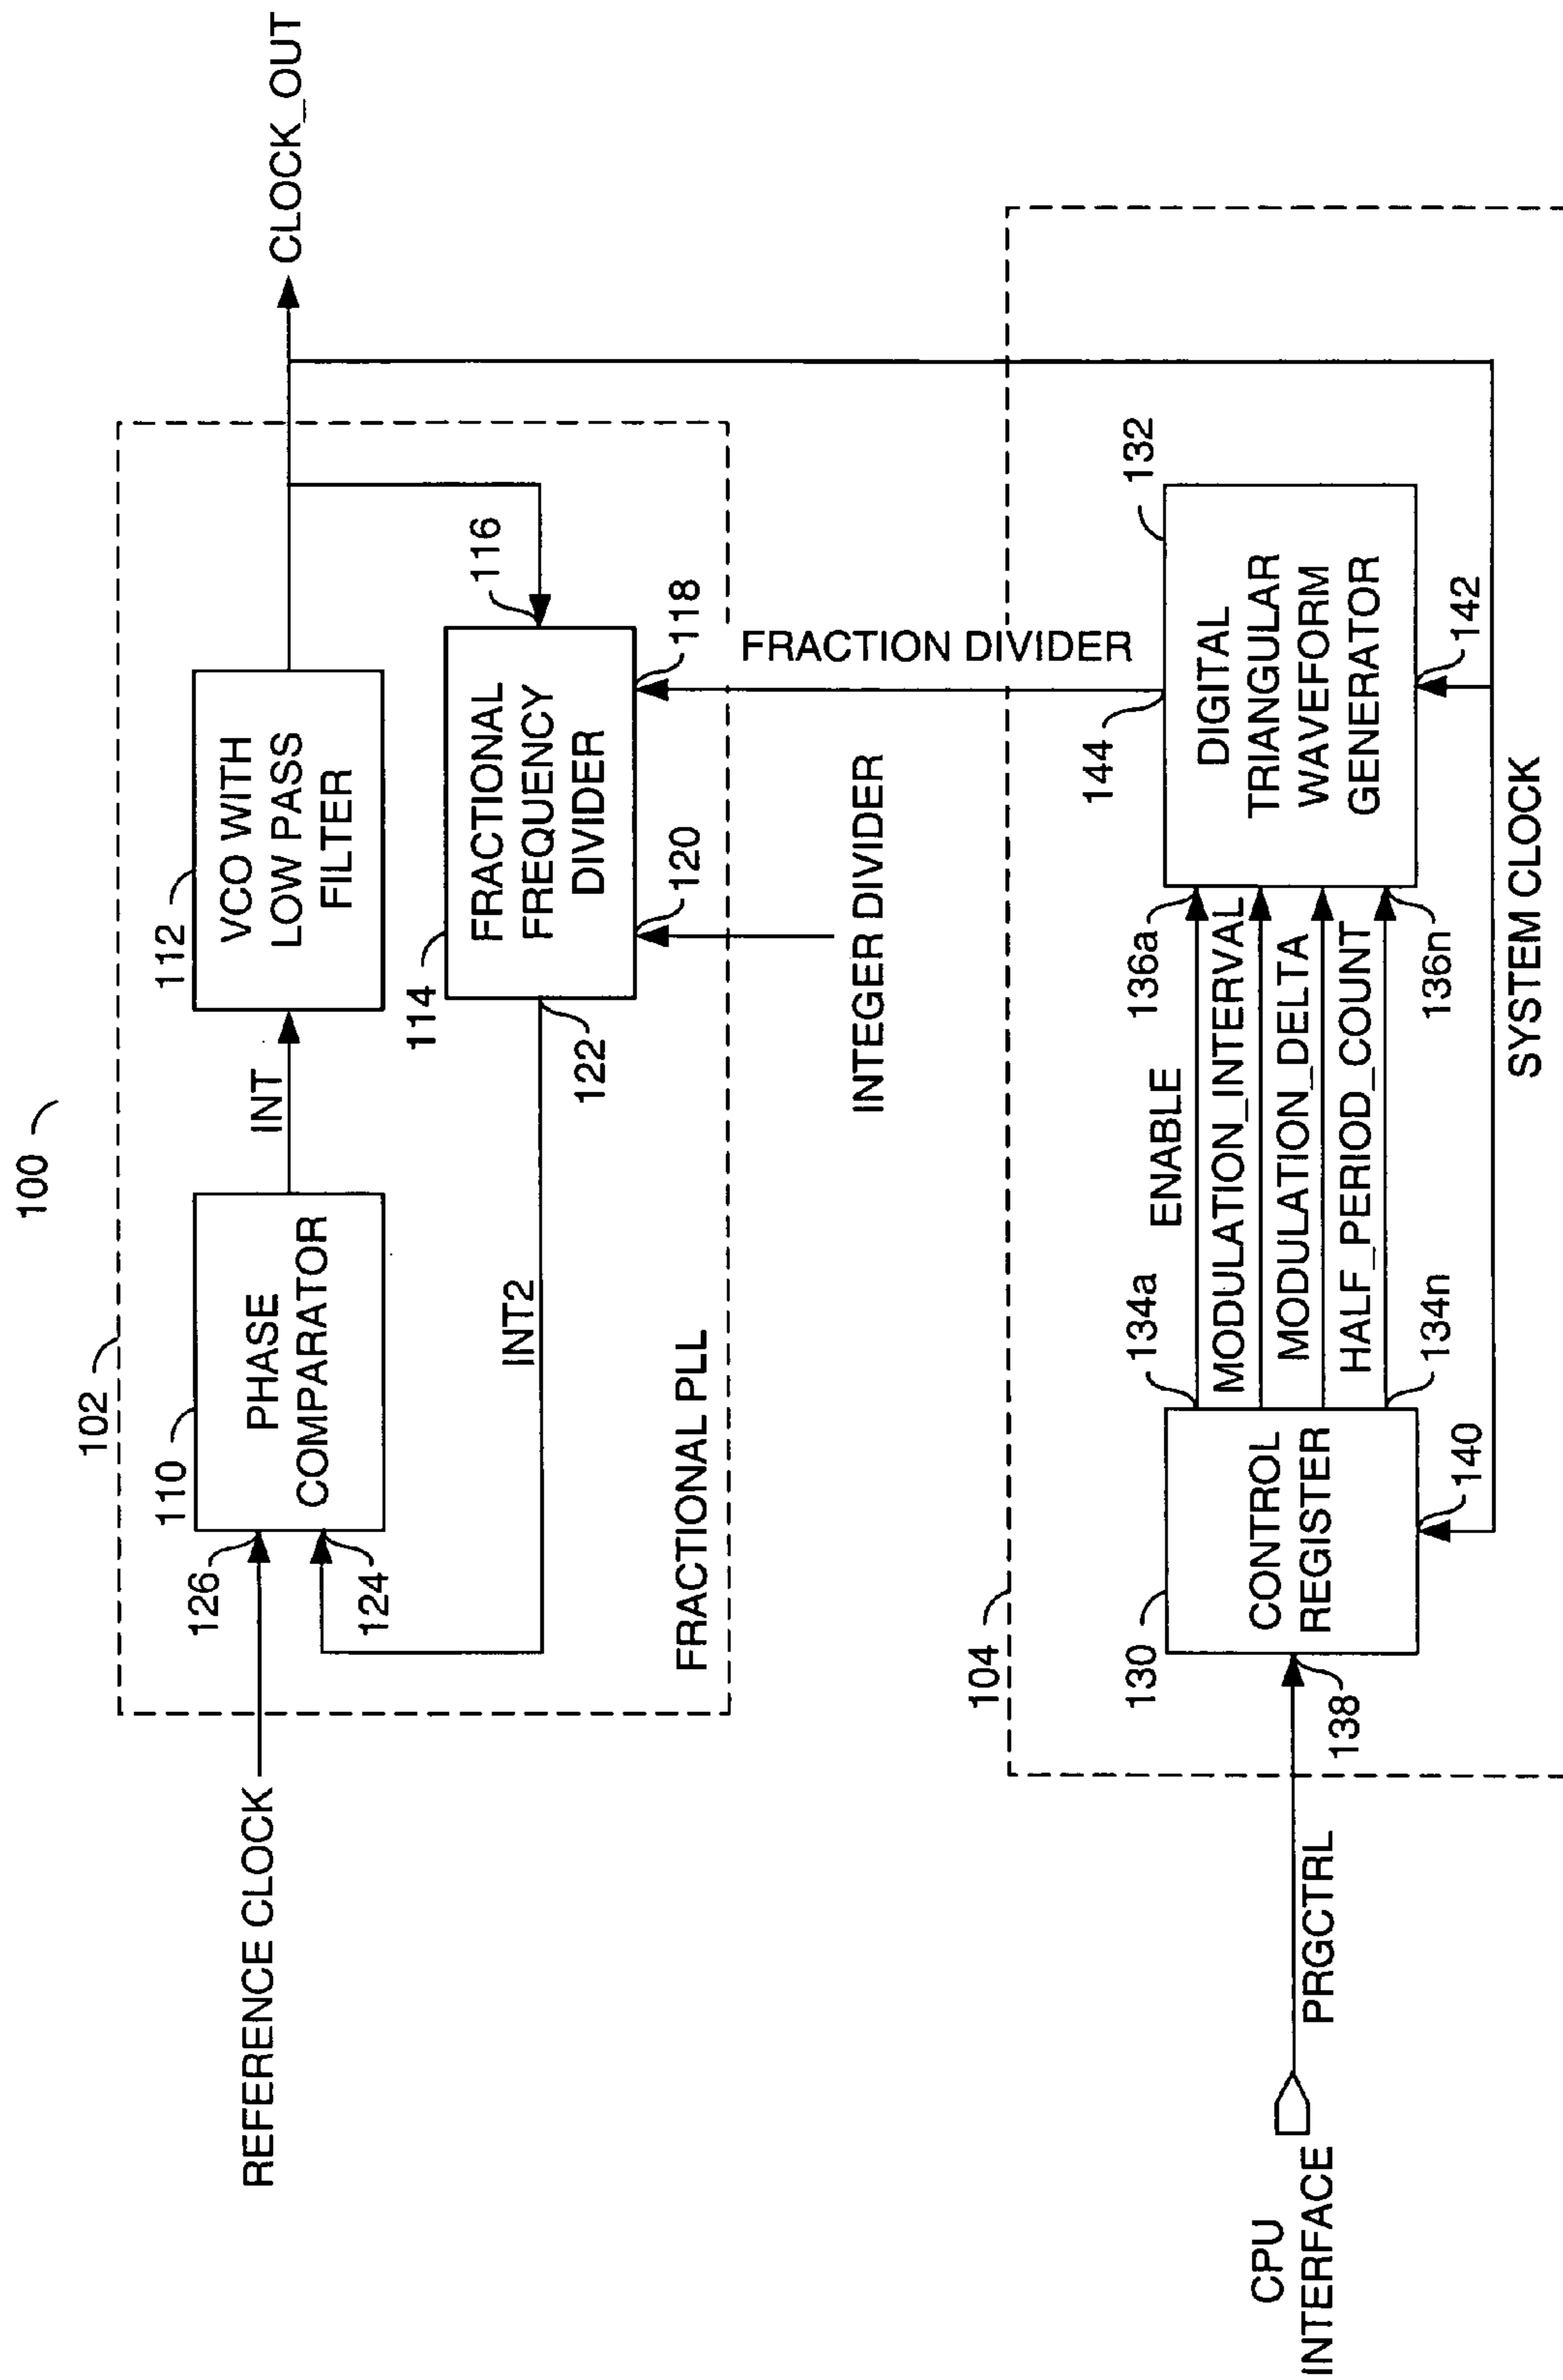 100
102
REFERENCE CLOCK
126
124
110
PHASE
COMPARATOR
INT
112
VCO WITH
LOW PASS
FILTER
CLOCK_OUT
INT2
114
122
FRACTIONAL
FREQUENCY
DIVIDER
116
118
120
FRACTIONAL PLL
INTEGER DIVIDER
FRACTION DIVIDER
104
CPU
INTERFACE
PRGCTRL
138
130
CONTROL
REGISTER
140
134a
134n
ENABLE
MODULATION_INTERVAL
MODULATION_DELTA
HALF_PERIOD_COUNT
136a
136n
144
132
DIGITAL
TRIANGULAR
WAVEFORM
GENERATOR
142
SYSTEM CLOCK